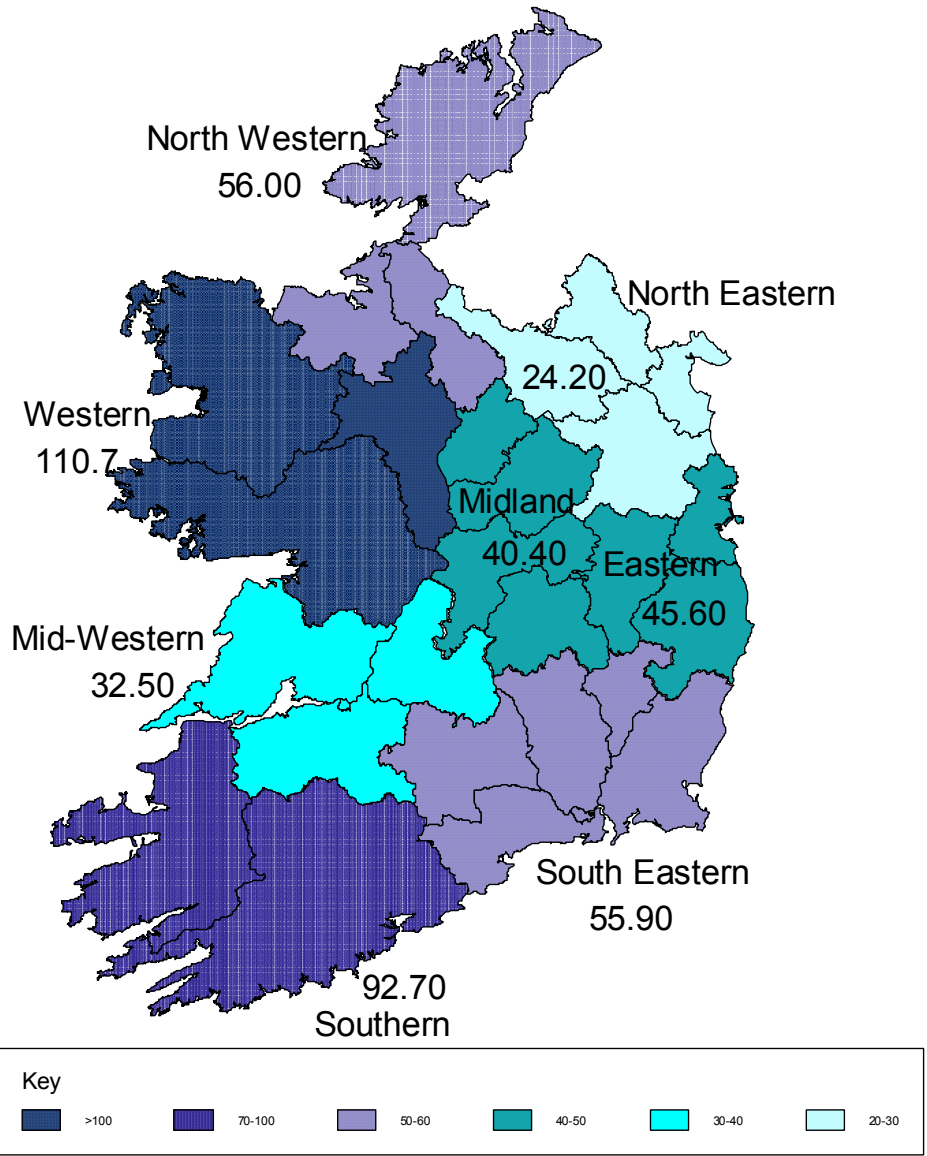 North Western
56.00
North Eastern
24.20
Western
110.7
Midland
40.40
Eastern
45.60
Mid-Western
32.50
South Eastern
55.90
92.70
Southern
Key
>100 70-100 50-60 40-50 30-40 20-30